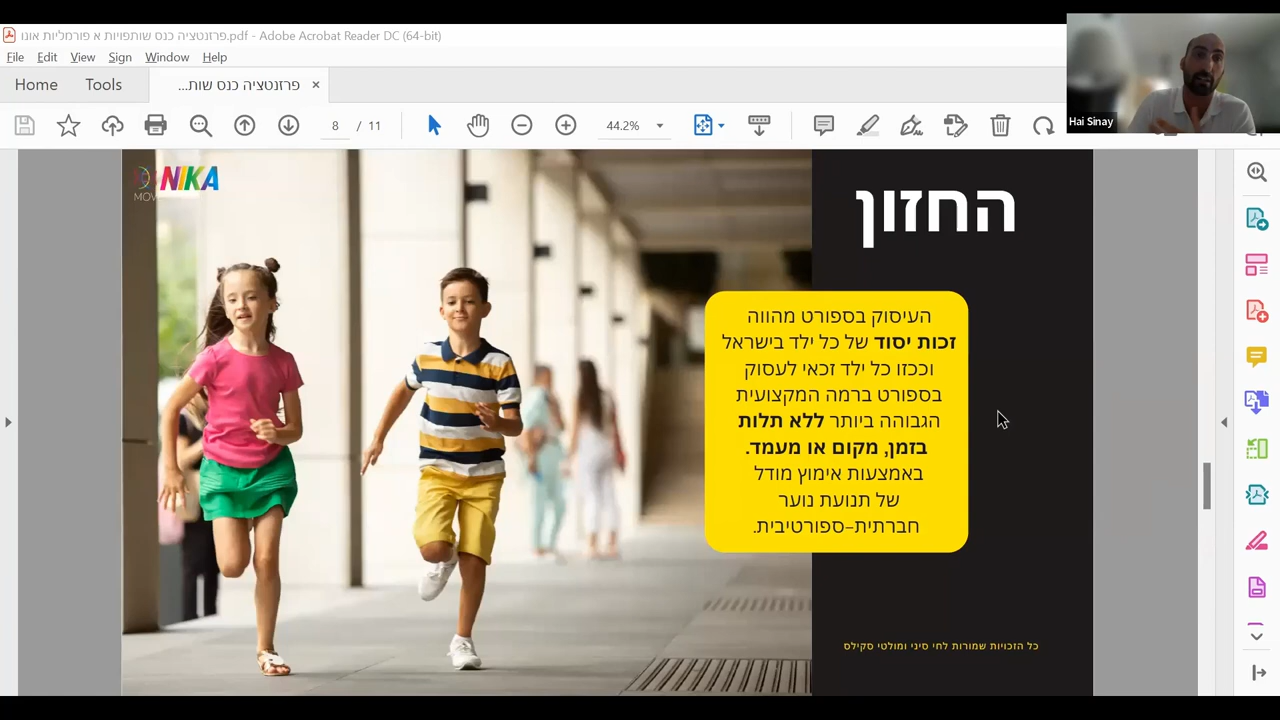 פרזנטציה כנס שותפויות א פורמליות אונו.pdf - Adobe Acrobat Reader DC (64-bit)
File Edit View Sign Window Help
Home Tools פרזנטציה כנס שות... ×
8 / 11 44.2%
Hai Sinay
NIKA
MOV
החזון
העיסוק בספורט מהווה
זכות יסוד של כל ילד בישראל
וככזו כל ילד זכאי לעסוק
בספורט ברמה המקצועית
הגבוהה ביותר ללא תלות
בזמן, מקום או מעמד.
באמצעות אימוץ מודל
של תנועת נוער
חברתית-ספורטיבית.
כל הזכויות שמורות לחי סיני ומולטי סקילס